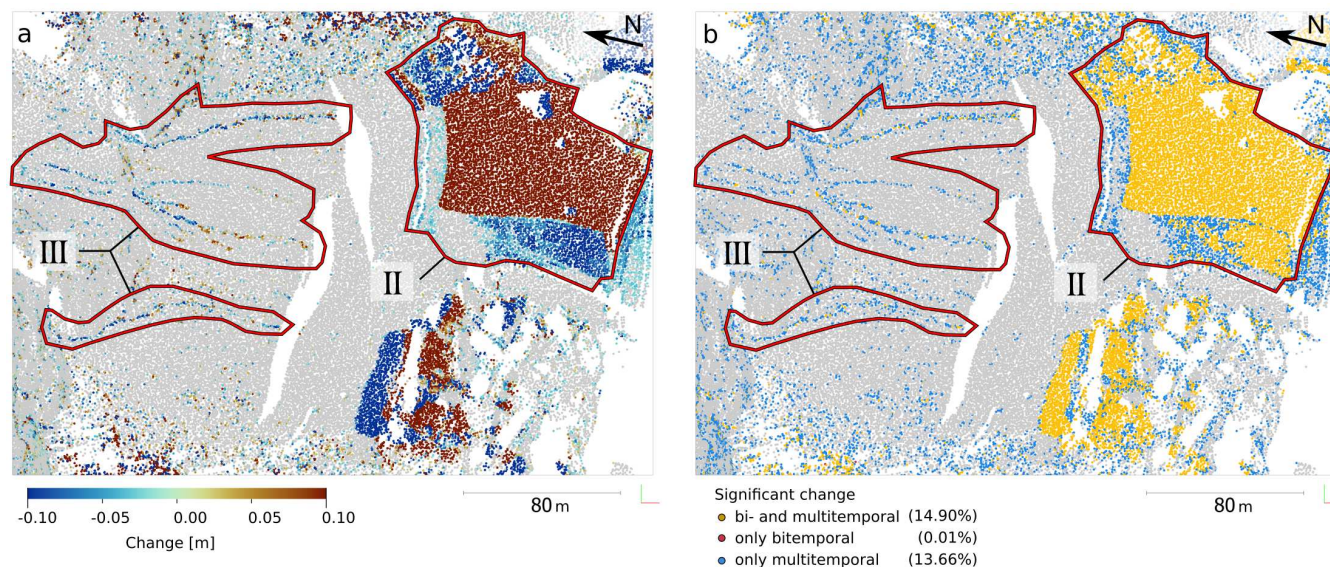 a
N
III
II
-0.10 -0.05 0.00 0.05 0.10
Change [m]
80 m
b
N
III
II
80 m
Significant change
bi- and multitemporal (14.90%)
only bitemporal (0.01%)
only multitemporal (13.66%)